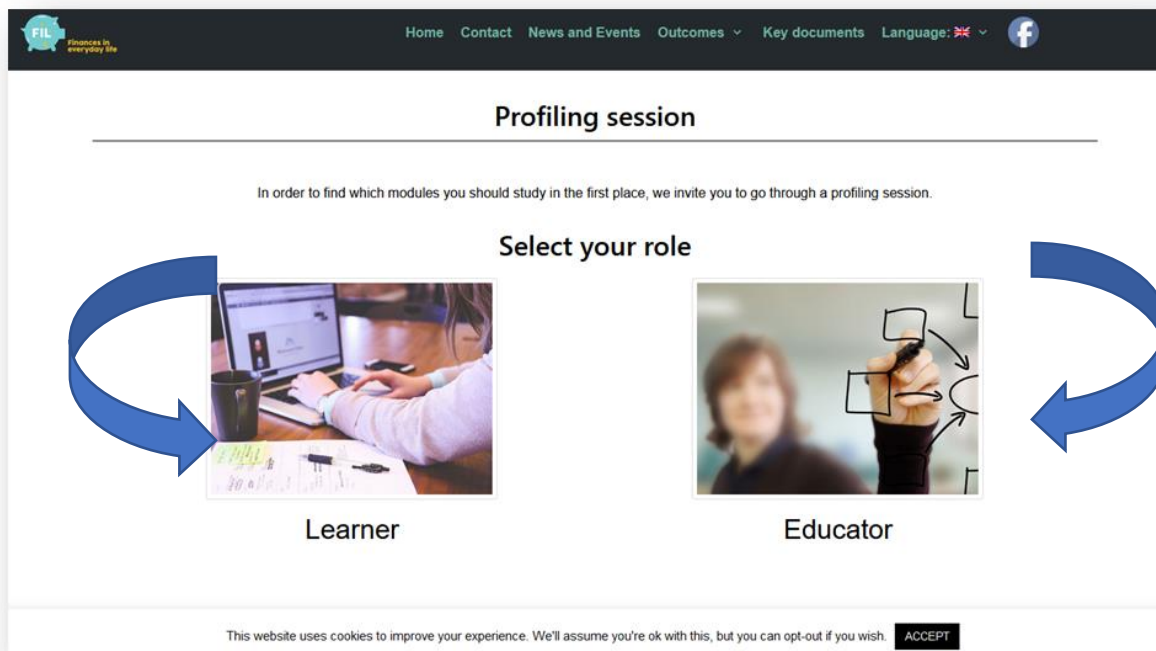 FIL
Finances in
everyday life
Home Contact News and Events Outcomes Key documents Language:
Profiling session
In order to find which modules you should study in the first place, we invite you to go through a profiling session.
Select your role
Learner Educator
This website uses cookies to improve your experience. We'll assume you're ok with this, but you can opt-out if you wish. ACCEPT